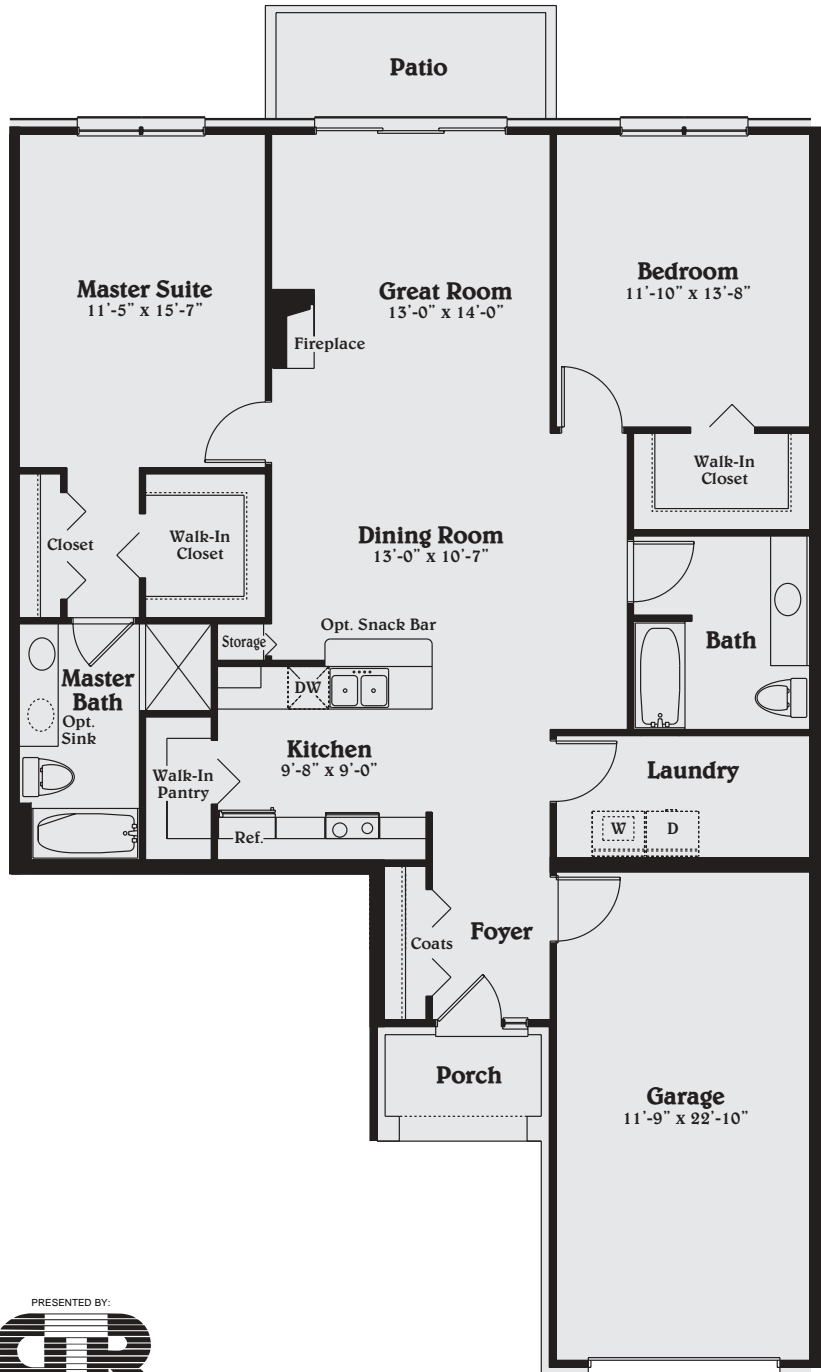 Patio
Master Suite
11'-5" x 15'-7"
Great Room
13'-0" x 14'-0"
Bedroom
11'-10" x 13'-8"
Fireplace
Walk-In
Closet
Closet
Walk-In
Closet
Dining Room
13'-0" x 10'-7"
Storage
Opt. Snack Bar
Bath
Master
Bath
Opt.
Sink
DW
Kitchen
9'-8" x 9'-0"
Walk-In
Pantry
Laundry
Ref.
W
D
Coats
Foyer
Porch
Garage
11'-9" x 22'-10"
PRESENTED BY: